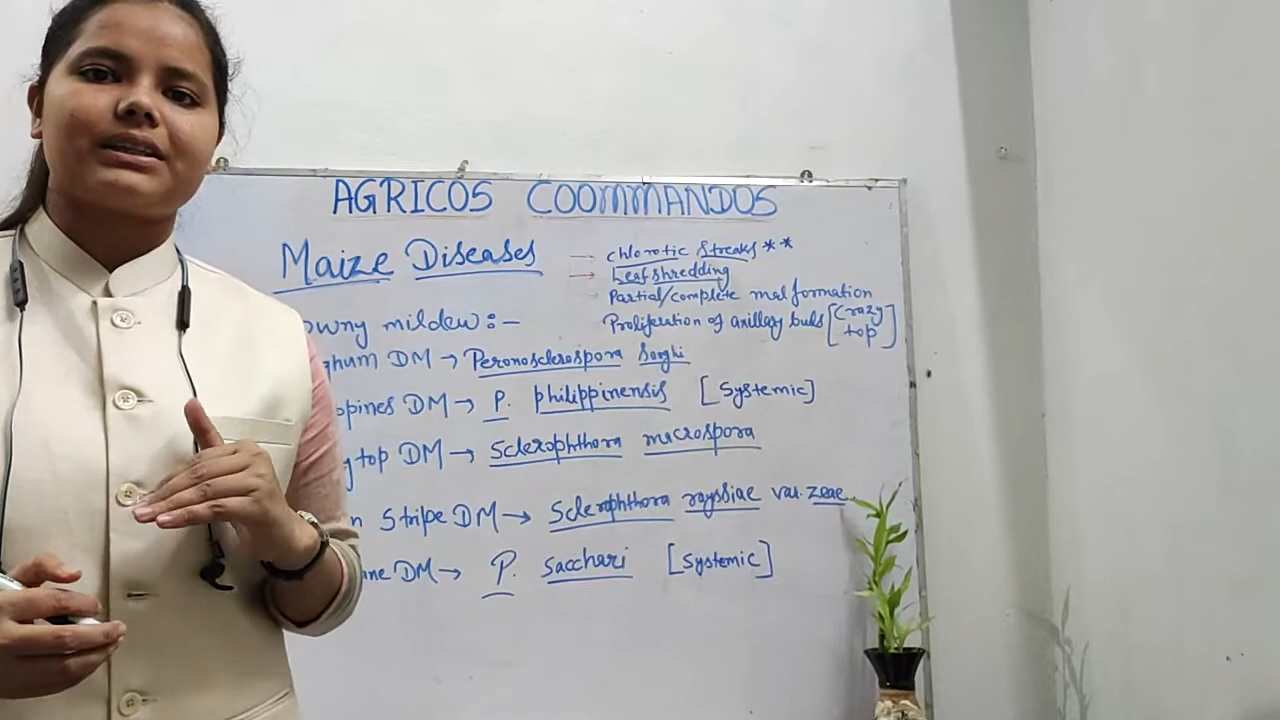 AGRICOS COOMMANDOS
Maize Diseases
→ chlorotic streaks **
→ Leaf shredding
→ Partial/complete malformation
Proliferation of axillary buds [Crazy top]
owny mildew :-
ghum DM → Peronosclerospora Sorghi
ppines DM → P. philippinensis [Systemic]
y top DM → Sclerophthora macrospora
n Stripe DM → Sclerophthora rayssiae var. zeae
ne DM → P. sacchari [Systemic]